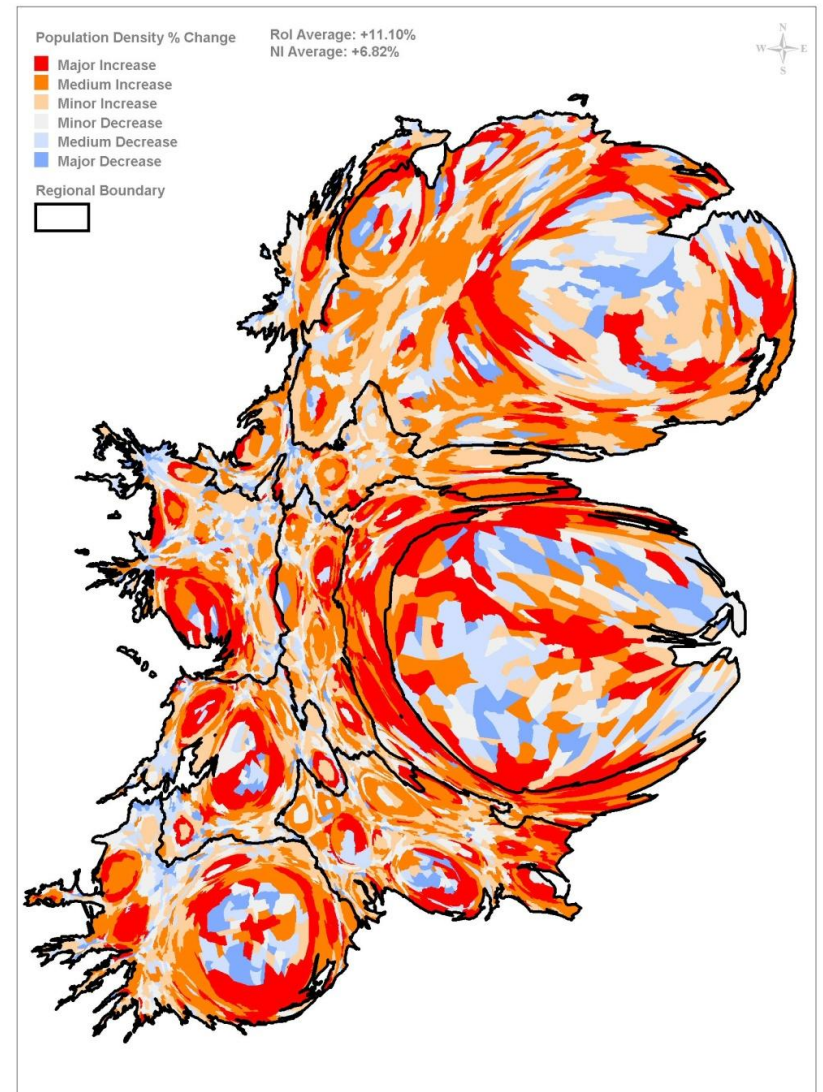 Population Density % Change
RoI Average: +11.10%
NI Average: +6.82%
N
W E
S
Major Increase
Medium Increase
Minor Increase
Minor Decrease
Medium Decrease
Major Decrease
Regional Boundary